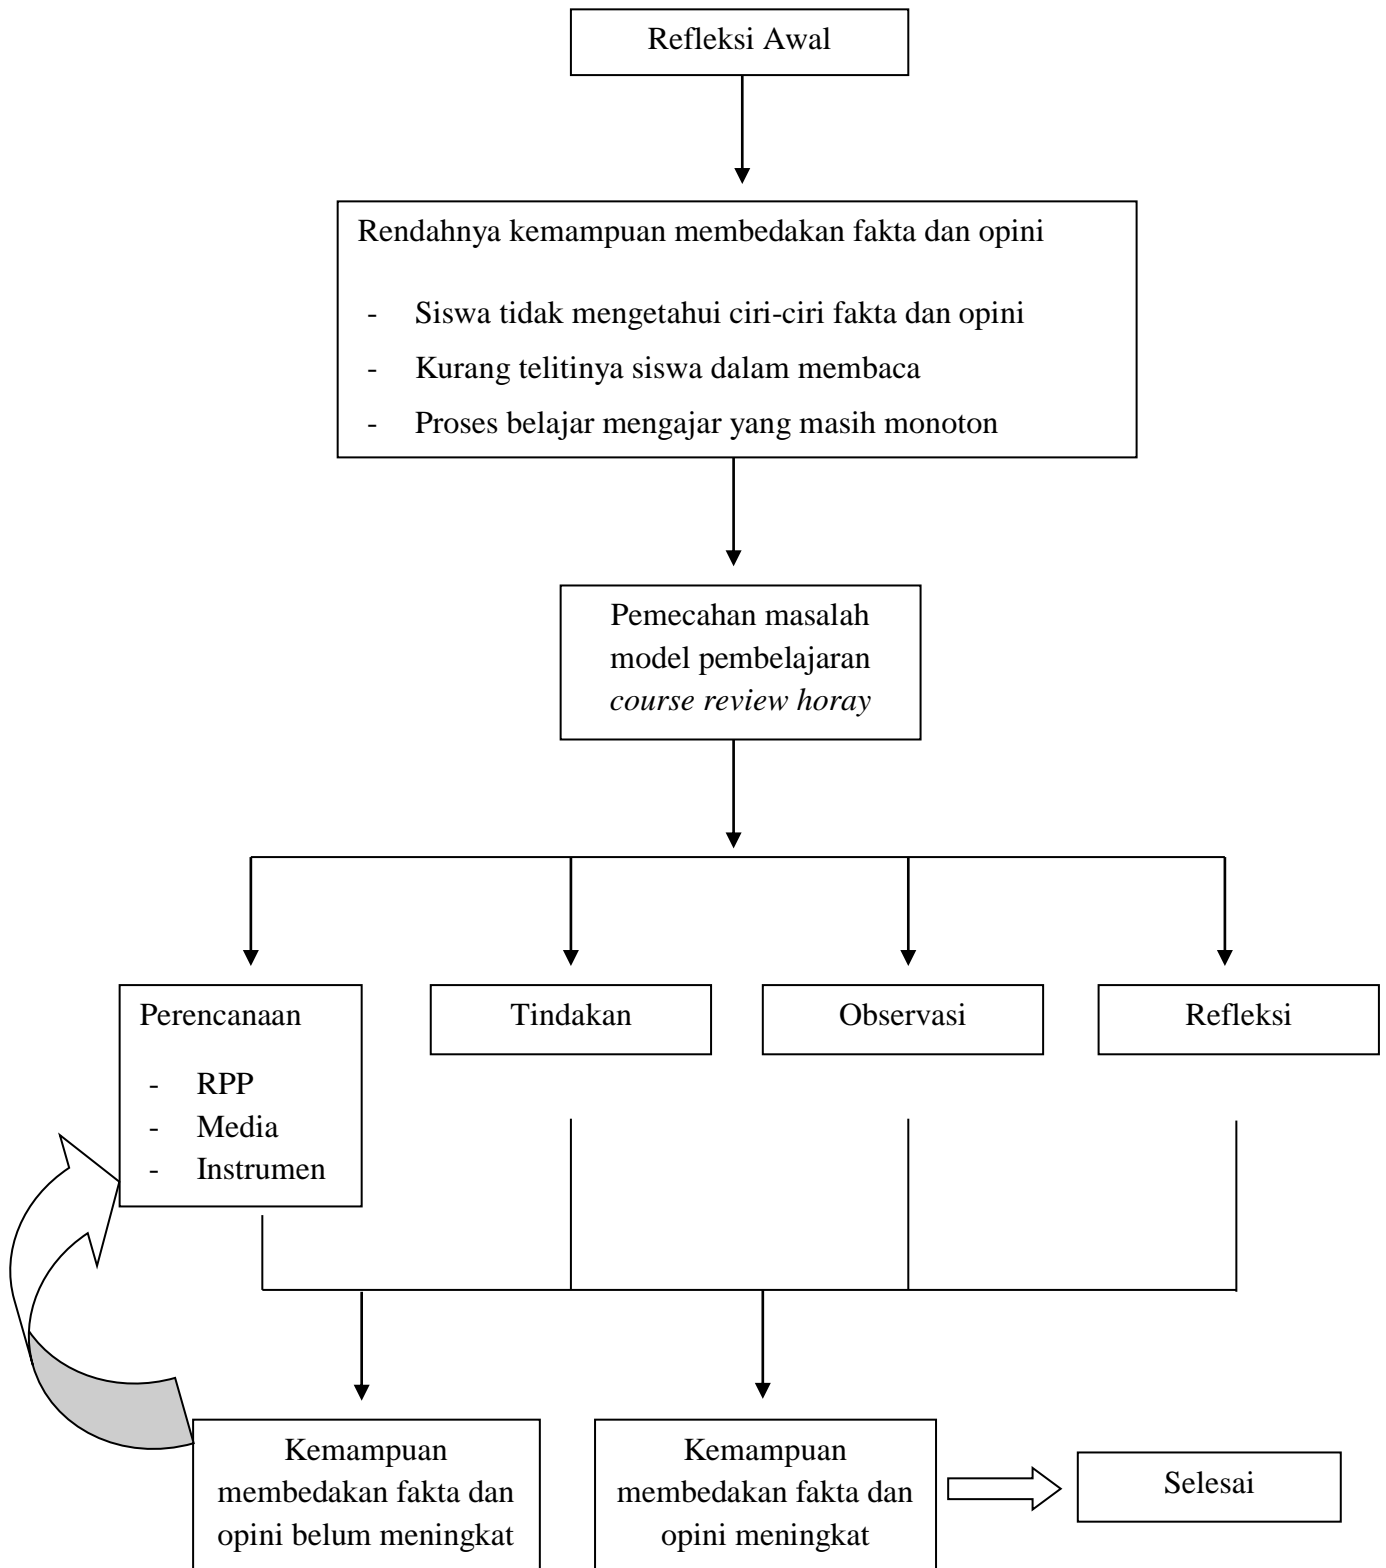 Refleksi Awal
Rendahnya kemampuan membedakan fakta dan opini
- Siswa tidak mengetahui ciri-ciri fakta dan opini
- Kurang telitinya siswa dalam membaca
- Proses belajar mengajar yang masih monoton
Pemecahan masalah
model pembelajaran
course review horay
Perencanaan
- RPP
- Media
- Instrumen
Tindakan
Observasi
Refleksi
Kemampuan
membedakan fakta dan
opini belum meningkat
Kemampuan
membedakan fakta dan
opini meningkat
Selesai